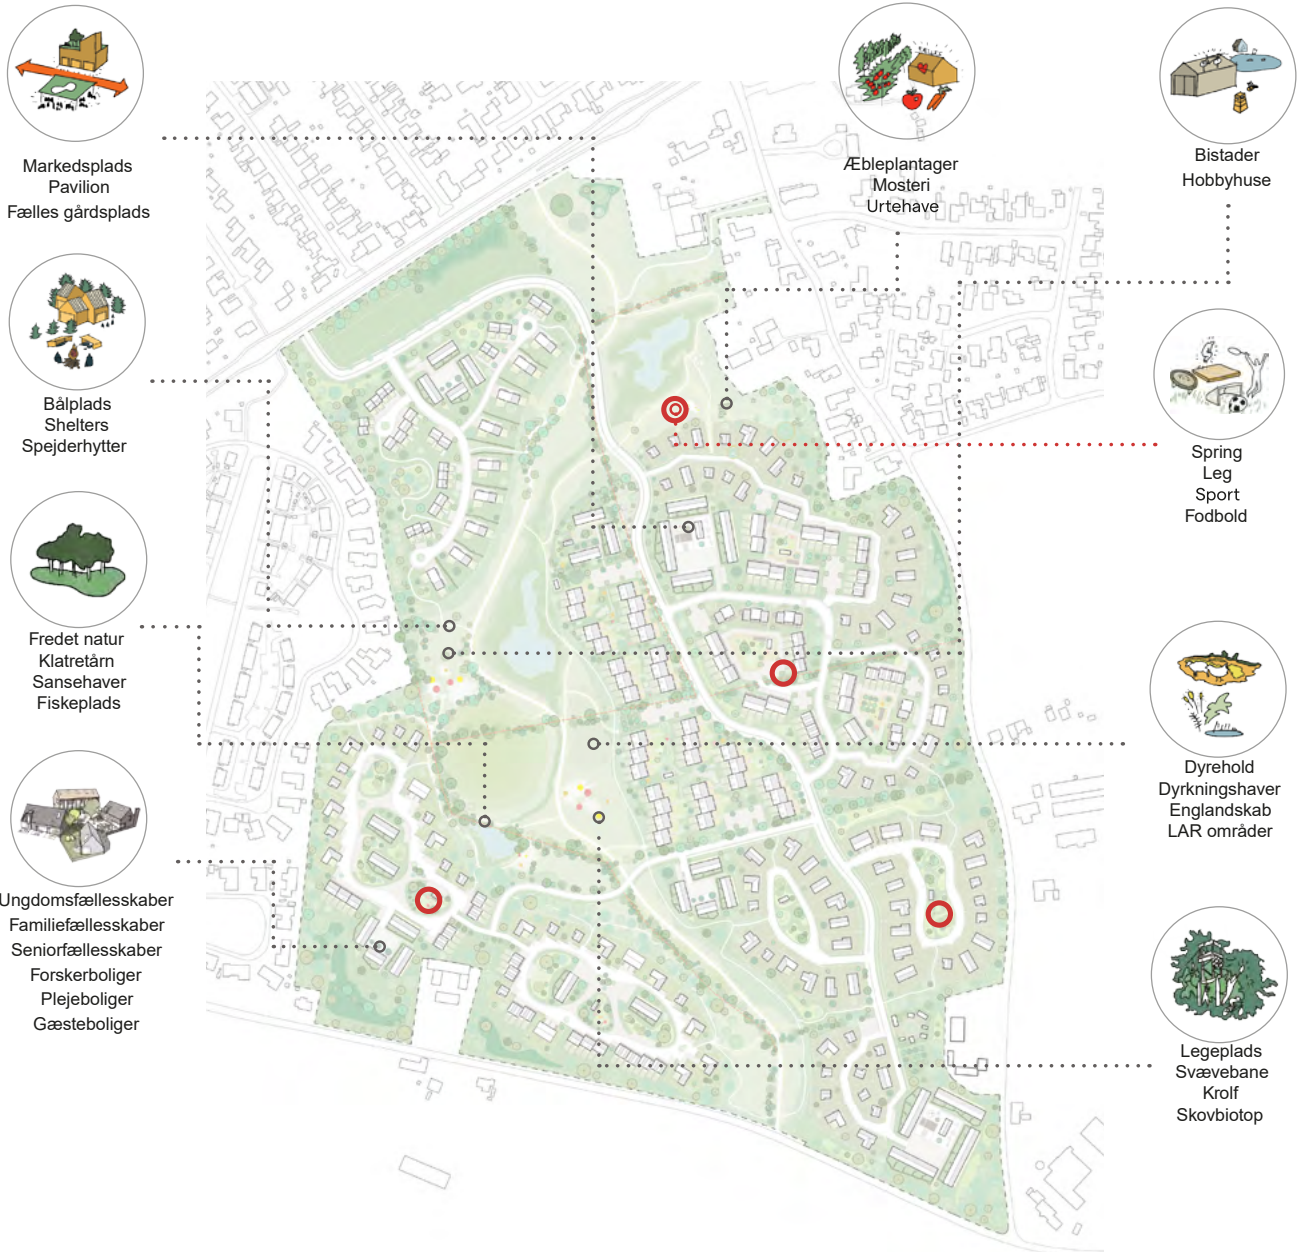 Markedsplads
Pavilion
Fælles gårdsplads
Bålplads
Shelters
Spejderhytter
Fredet natur
Klatretårn
Sansehaver
Fiskeplads
Ungdomsfællesskaber
Familiefællesskaber
Seniorfællesskaber
Forskerboliger
Plejeboliger
Gæsteboliger
Æbleplantager
Mosteri
Urtehave
Bistader
Hobbyhuse
Spring
Leg
Sport
Fodbold
Dyrehold
Dyrkningshaver
Englandskab
LAR områder
Legeplads
Svævebane
Krolf
Skovbiotop